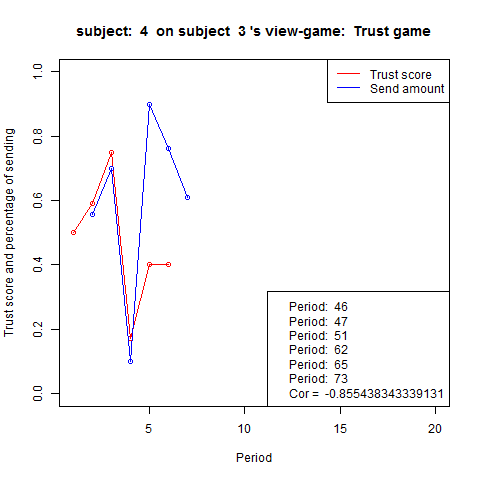 subject:  4  on subject  3 's view-game:  Trust game
Trust score
Send amount
Trust score and percentage of sending
1.0
0.8
0.6
0.4
0.2
0.0
Period:  46
Period:  47
Period:  51
Period:  62
Period:  65
Period:  73
Cor =  -0.855438343339131
5
10
15
20
Period